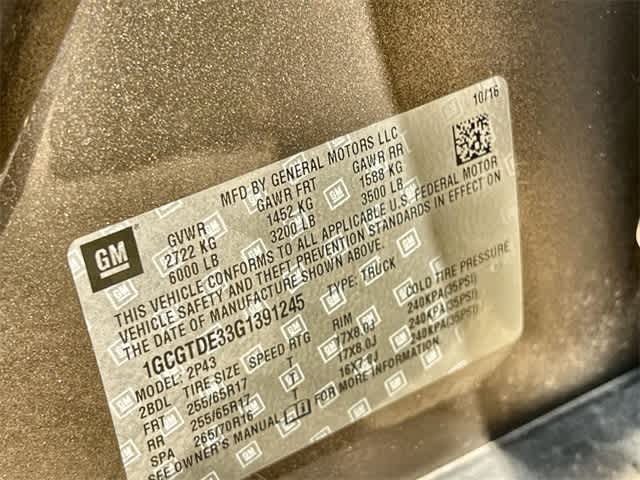 10/16
MFD BY GENERAL MOTORS LLC
GVWR GAWR FRT GAWR RR
2722 KG 1452 KG 1588 KG
6000 LB 3200 LB 3500 LB
GM
THIS VEHICLE CONFORMS TO ALL APPLICABLE U.S. FEDERAL MOTOR
VEHICLE SAFETY AND THEFT PREVENTION STANDARDS IN EFFECT ON
THE DATE OF MANUFACTURE SHOWN ABOVE.
1GCGTDE33G1391245 TYPE: TRUCK
MODEL: 2P43
2BDL TIRE SIZE SPEED RTG RIM COLD TIRE PRESSURE
FRT 255/65R17 T 17X8.0J 240KPA(35PSI)
RR 255/65R17 T 17X8.0J 240KPA(35PSI)
SPA 265/70R16 T 16X7.0J 240KPA(35PSI)
SEE OWNER'S MANUAL FOR MORE INFORMATION.